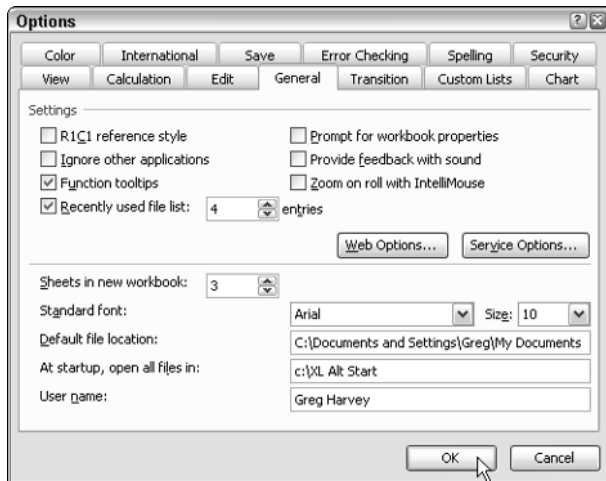 Options
Color International Save Error Checking Spelling Security
View Calculation Edit General Transition Custom Lists Chart
Settings
R1C1 reference style Prompt for workbook properties
Ignore other applications Provide feedback with sound
Function tooltips Zoom on roll with IntelliMouse
Recently used file list: 4 entries
Web Options... Service Options...
Sheets in new workbook: 3
Standard font: Arial Size: 10
Default file location: C:\Documents and Settings\Greg\My Documents
At startup, open all files in: c:\XL Alt Start
User name: Greg Harvey
OK Cancel